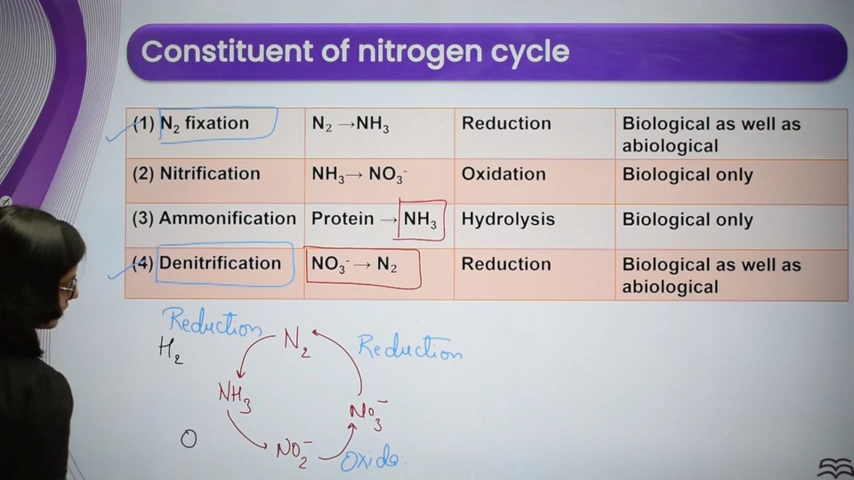 Constituent of nitrogen cycle
(1) N₂ fixation N₂ →NH₃ Reduction Biological as well as
abiological
(2) Nitrification NH₃→ NO₃⁻ Oxidation Biological only
(3) Ammonification Protein → NH₃ Hydrolysis Biological only
(4) Denitrification NO₃⁻→ N₂ Reduction Biological as well as
abiological
Reduction
N₂
Reduction
H₂
NH₃
NO₃⁻
O
NO₂⁻
Oxida